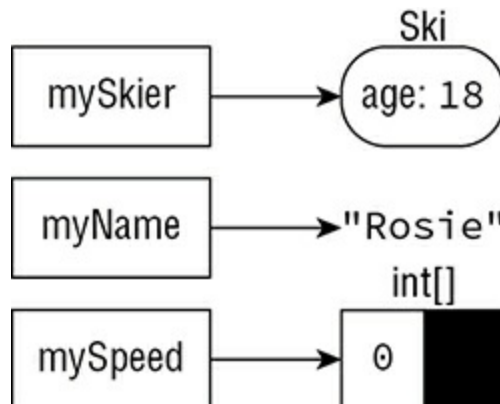 Ski
mySkier
age: 18
myName
"Rosie"
int[]
mySpeed
0